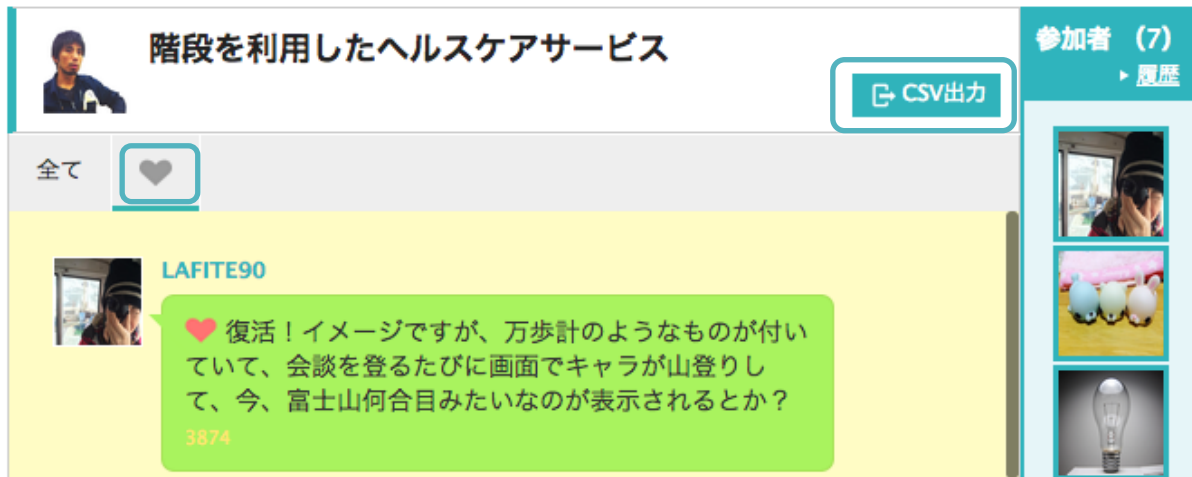 階段を利用したヘルスケアサービス
CSV出力
参加者 （7）
履歴
全て
LAFITE90
復活！イメージですが、万歩計のようなものが付い
ていて、会談を登るたびに画面でキャラが山登りし
て、今、富士山何合目みたいなのが表示されるとか？
3874